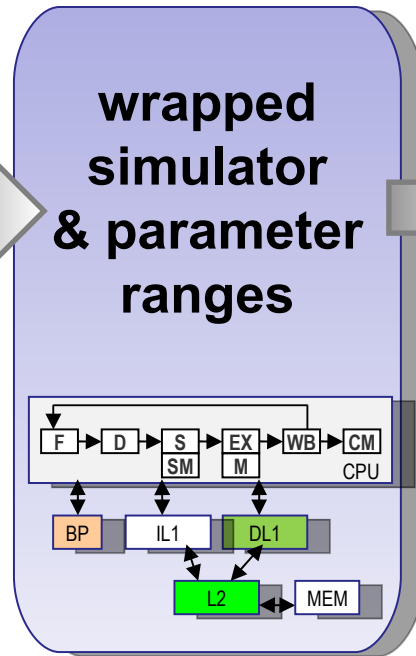 wrapped
simulator
& parameter
ranges
F D S EX WB CM
SM M
CPU
BP IL1 DL1
L2 MEM